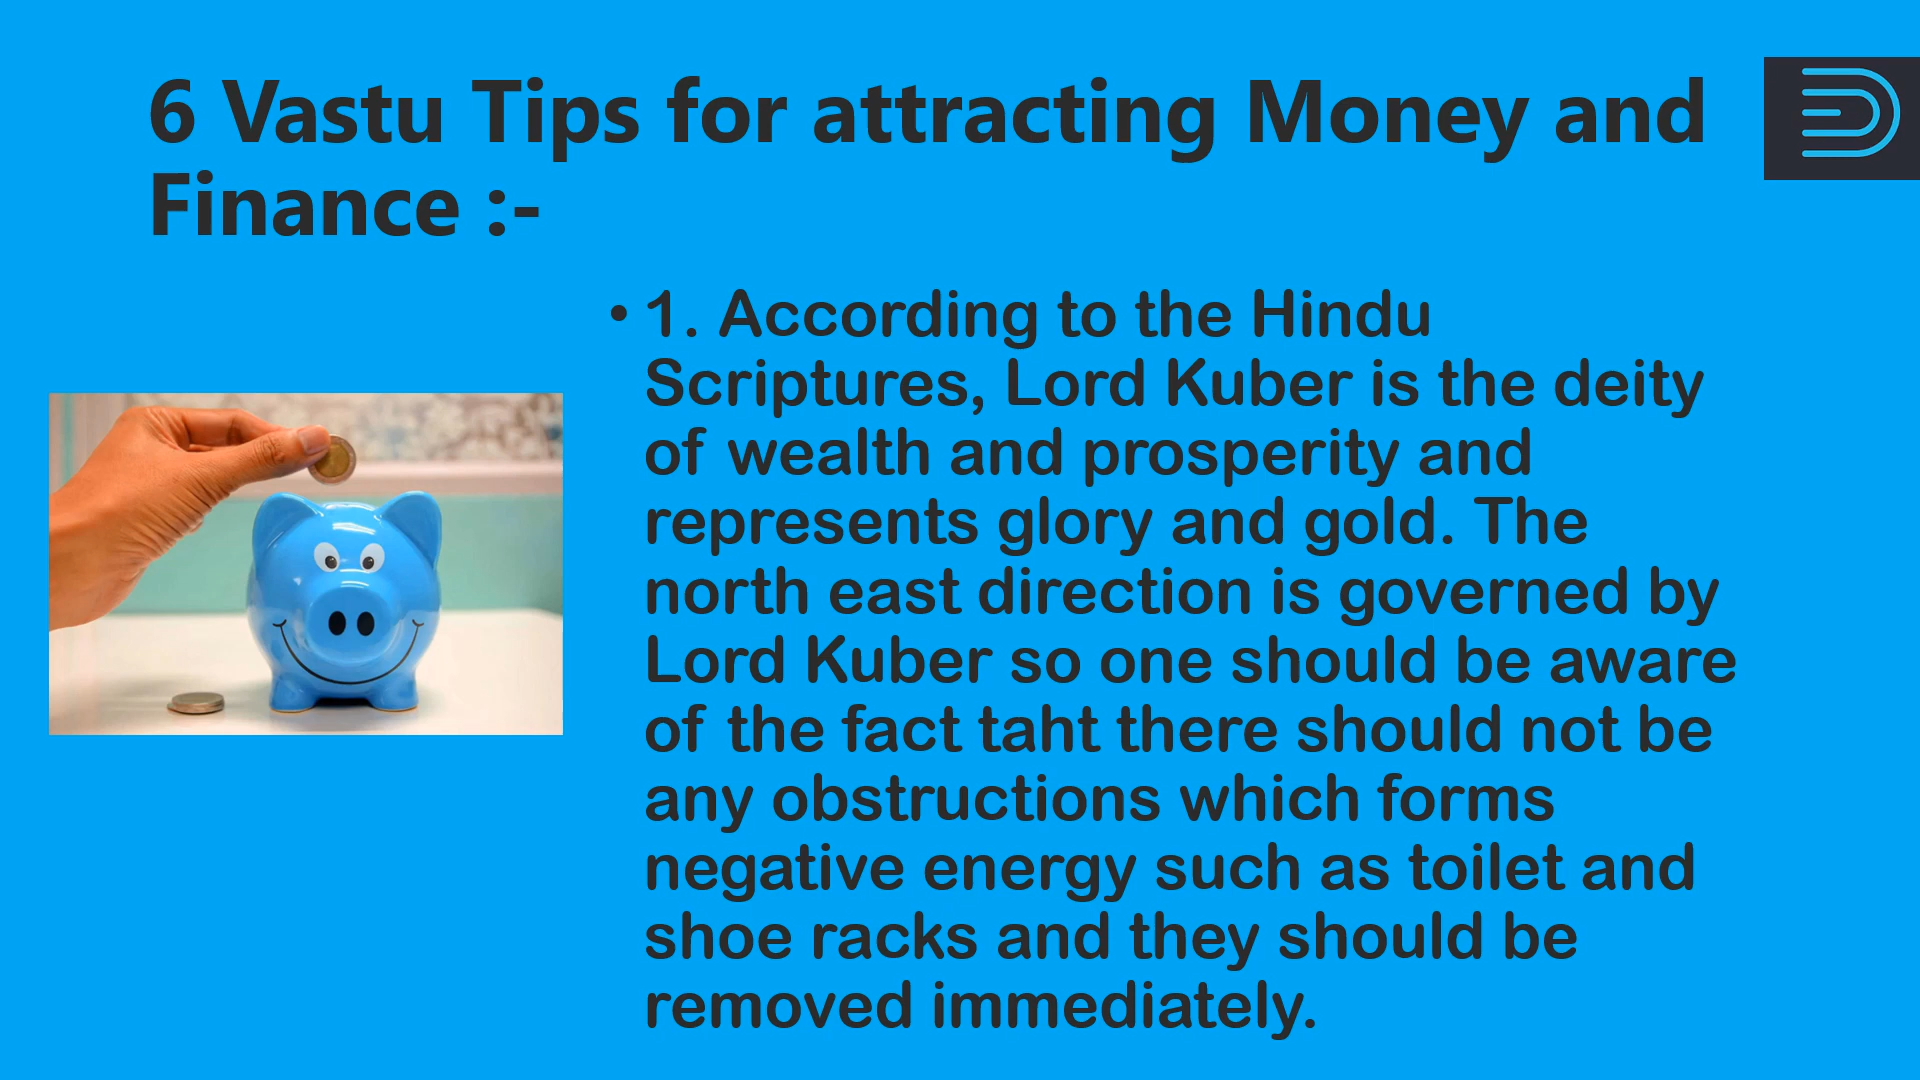 6 Vastu Tips for attracting Money and
Finance :-
• 1. According to the Hindu
Scriptures, Lord Kuber is the deity
of wealth and prosperity and
represents glory and gold. The
north east direction is governed by
Lord Kuber so one should be aware
of the fact taht there should not be
any obstructions which forms
negative energy such as toilet and
shoe racks and they should be
removed immediately.